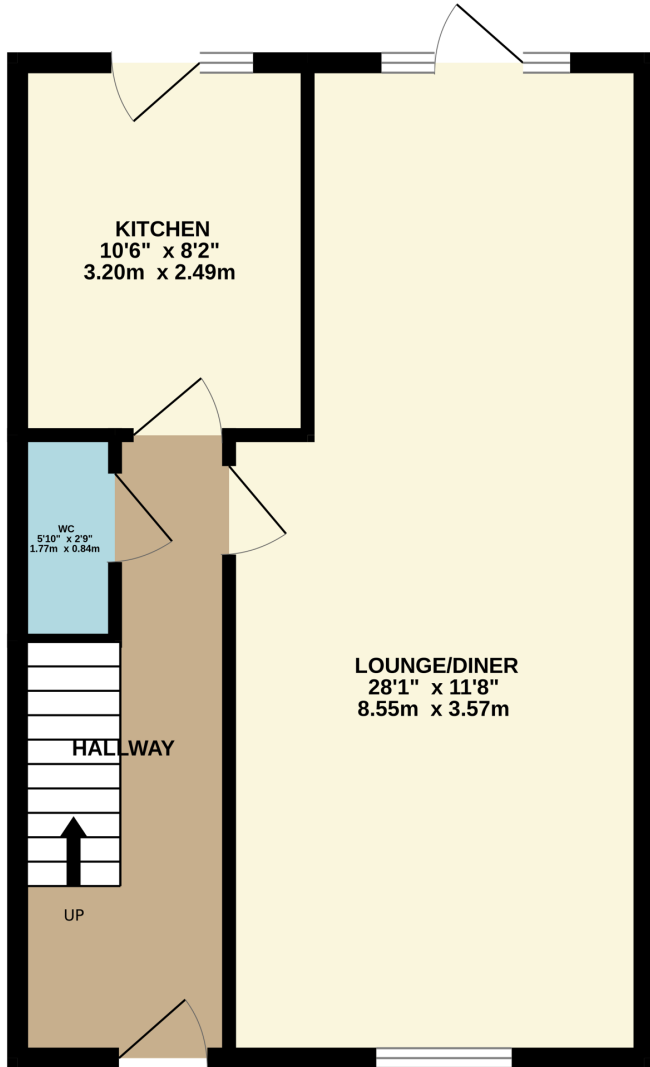 KITCHEN
10'6" x 8'2"
3.20m x 2.49m
WC
5'10" x 2'9"
1.77m x 0.84m
LOUNGE/DINER
28'1" x 11'8"
8.55m x 3.57m
HALLWAY
UP